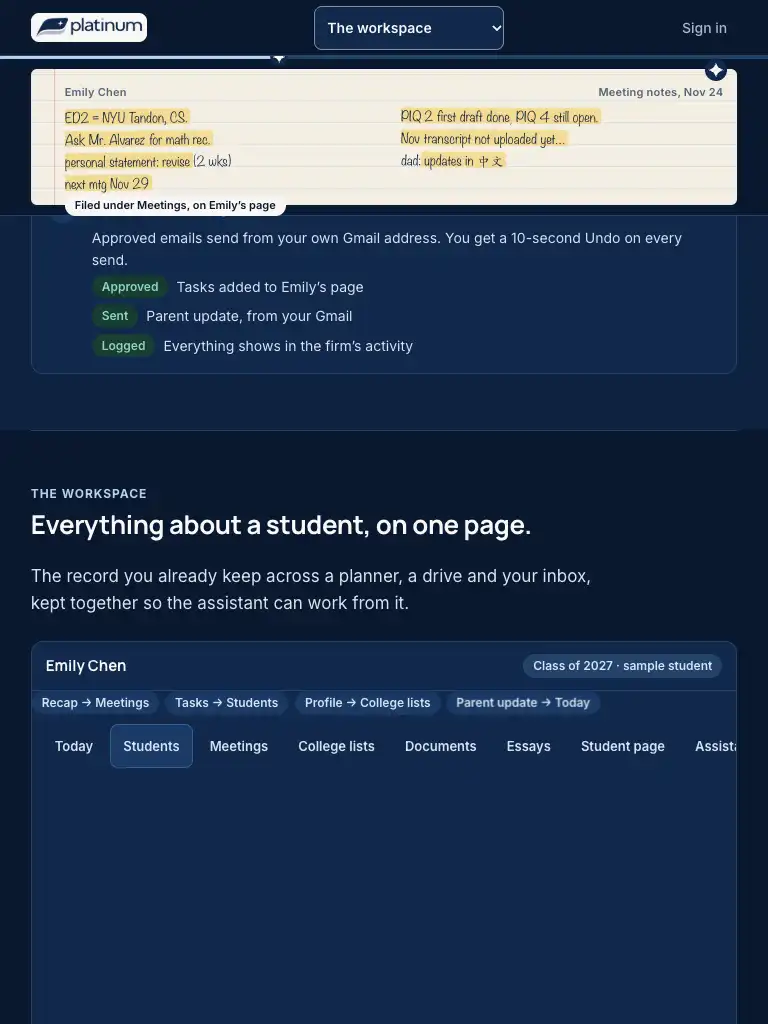 platinum
The workspace
Sign in
Emily Chen
Meeting notes, Nov 24
ED2 = NYU Tandon, CS.
Ask Mr. Alvarez for math rec.
personal statement: revise (2 wks)
next mtg Nov 29
PIQ 2 first draft done, PIQ 4 still open.
Nov transcript not uploaded yet...
dad: updates in 中文
Filed under Meetings, on Emily's page
Approved emails send from your own Gmail address. You get a 10-second Undo on every
send.
Approved Tasks added to Emily's page
Sent Parent update, from your Gmail
Logged Everything shows in the firm's activity
THE WORKSPACE
Everything about a student, on one page.
The record you already keep across a planner, a drive and your inbox,
kept together so the assistant can work from it.
Emily Chen
Class of 2027 · sample student
Recap → Meetings Tasks → Students Profile → College lists Parent update → Today
Today Students Meetings College lists Documents Essays Student page Assista